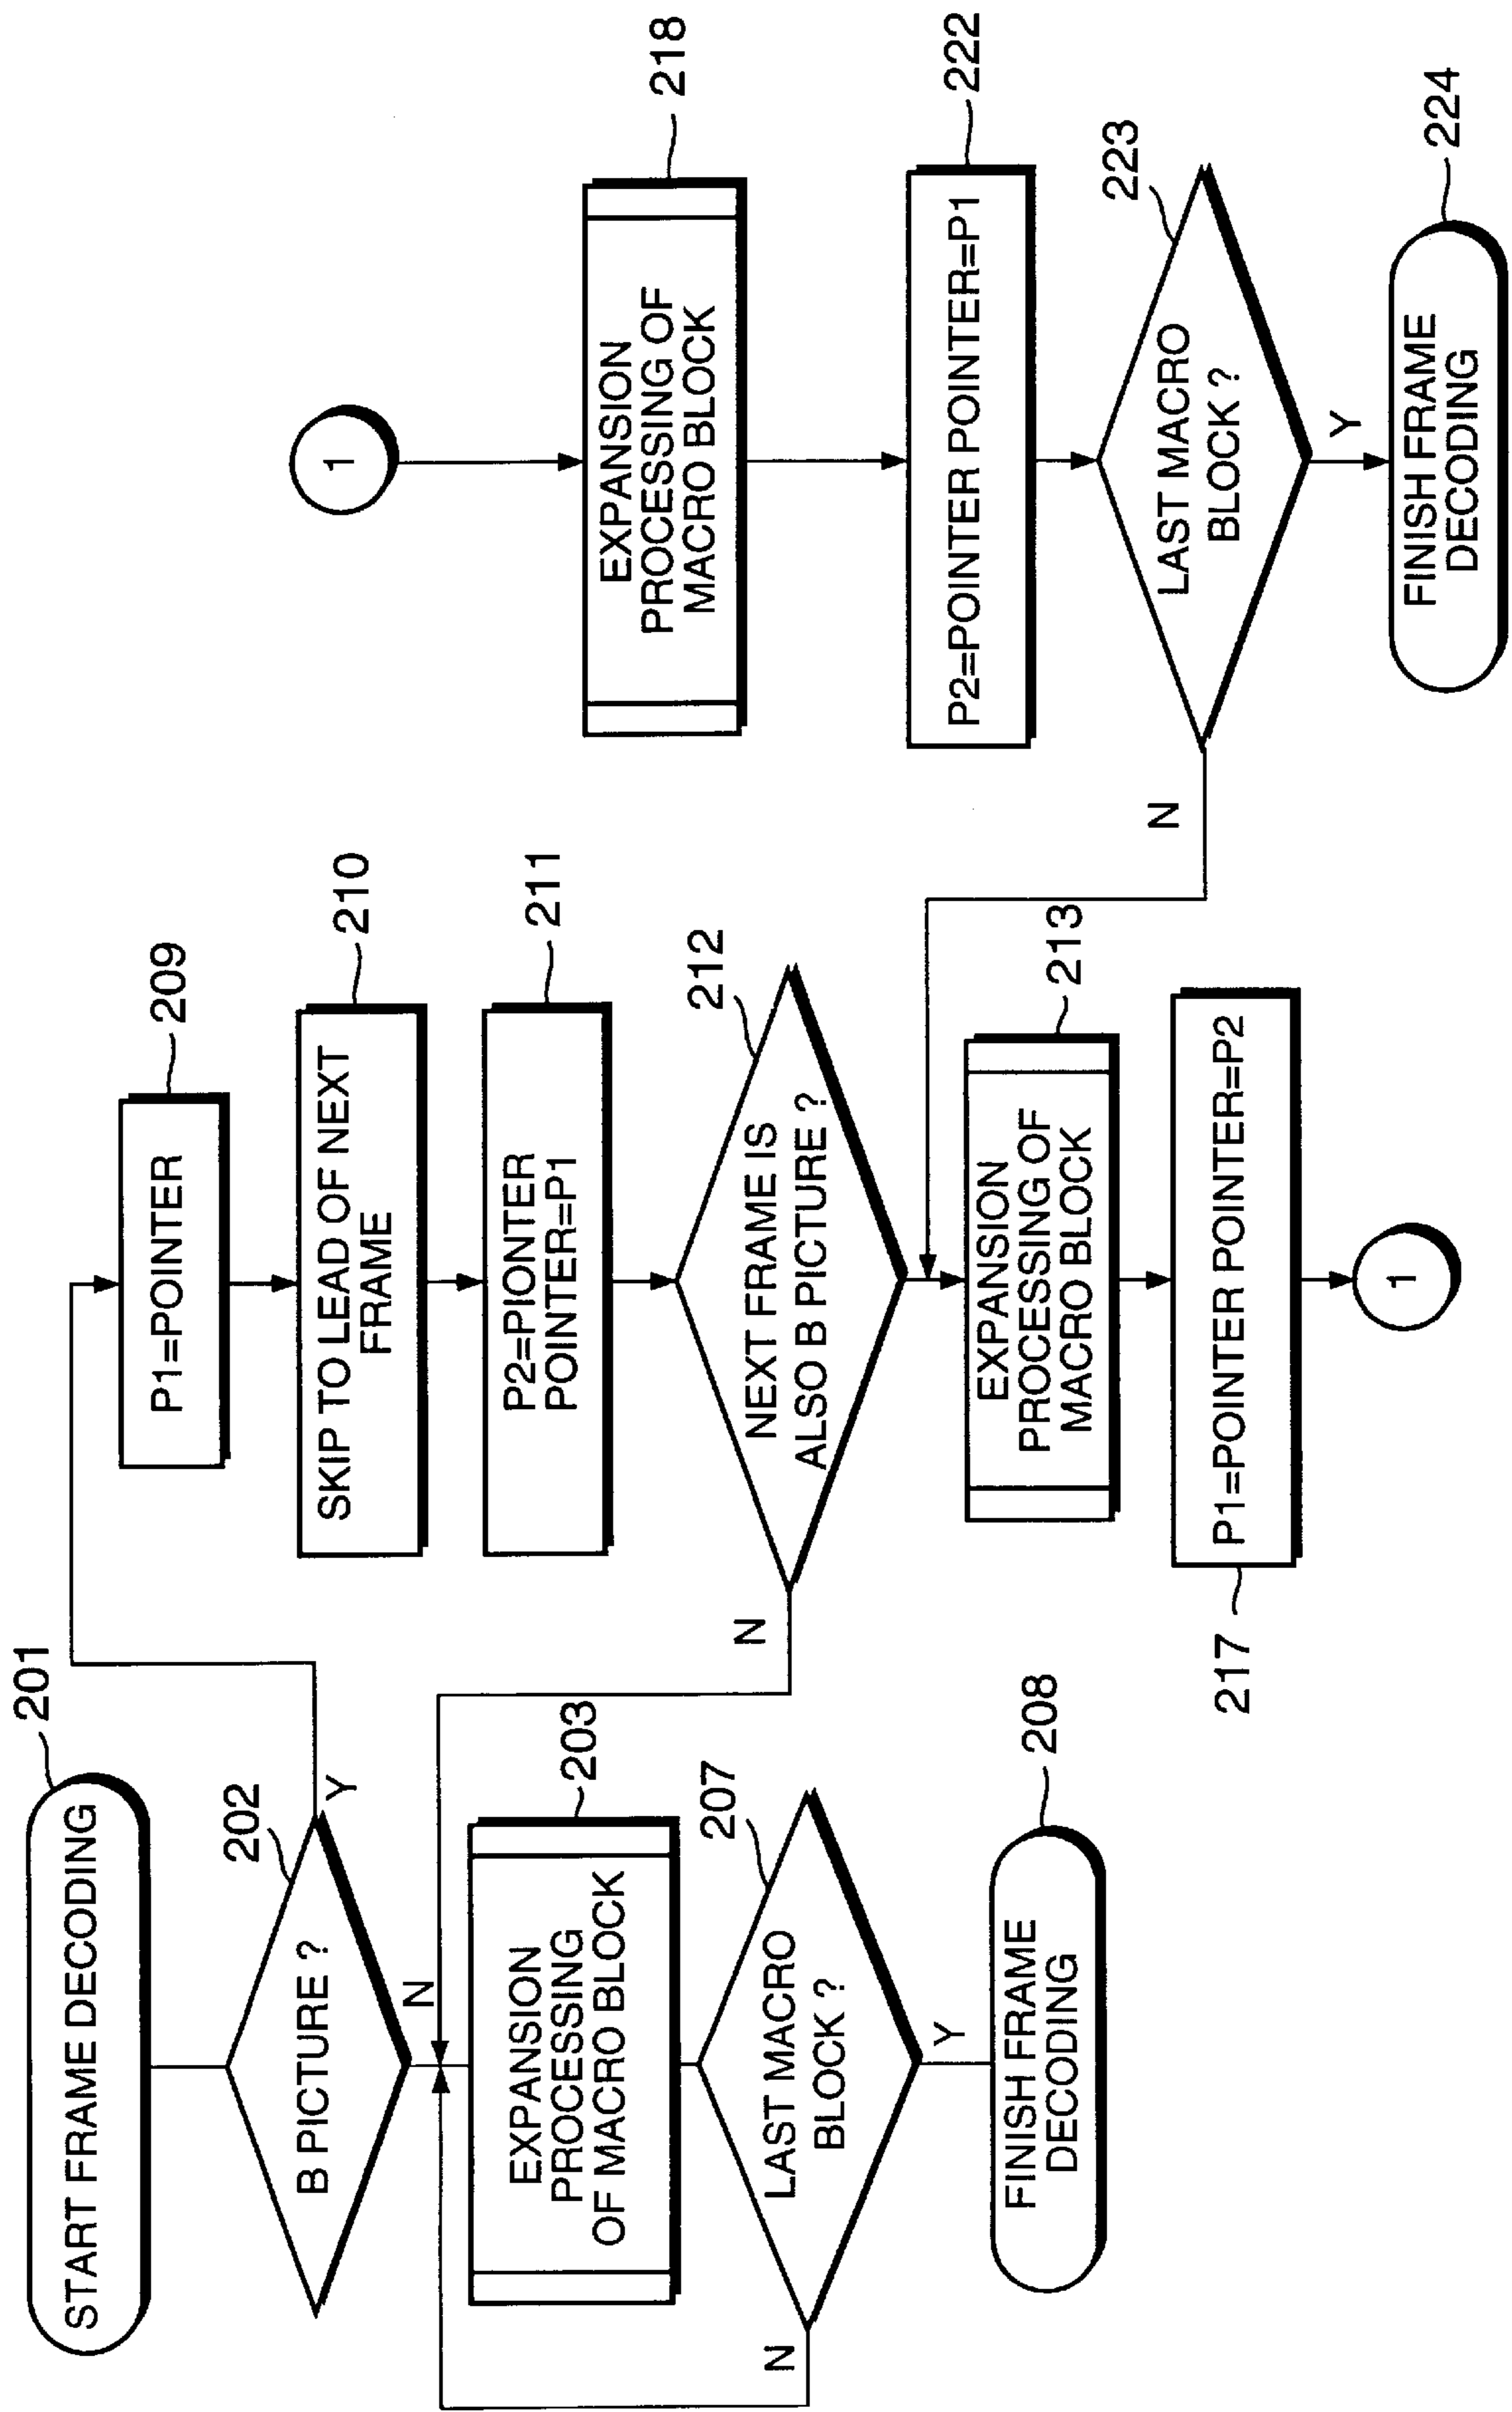 START FRAME DECODING
201
B PICTURE ?
202
Y
N
EXPANSION
PROCESSING
OF MACRO BLOCK
203
LAST MACRO
BLOCK ?
207
N
Y
FINISH FRAME
DECODING
208
P1=POINTER
209
SKIP TO LEAD OF NEXT
FRAME
210
P2=PIONTER
POINTER=P1
211
NEXT FRAME IS
ALSO B PICTURE ?
212
N
EXPANSION
PROCESSING OF
MACRO BLOCK
213
P1=POINTER POINTER=P2
217
1
1
EXPANSION
PROCESSING OF
MACRO BLOCK
218
P2=POINTER POINTER=P1
222
LAST MACRO
BLOCK ?
223
N
Y
FINISH FRAME
DECODING
224